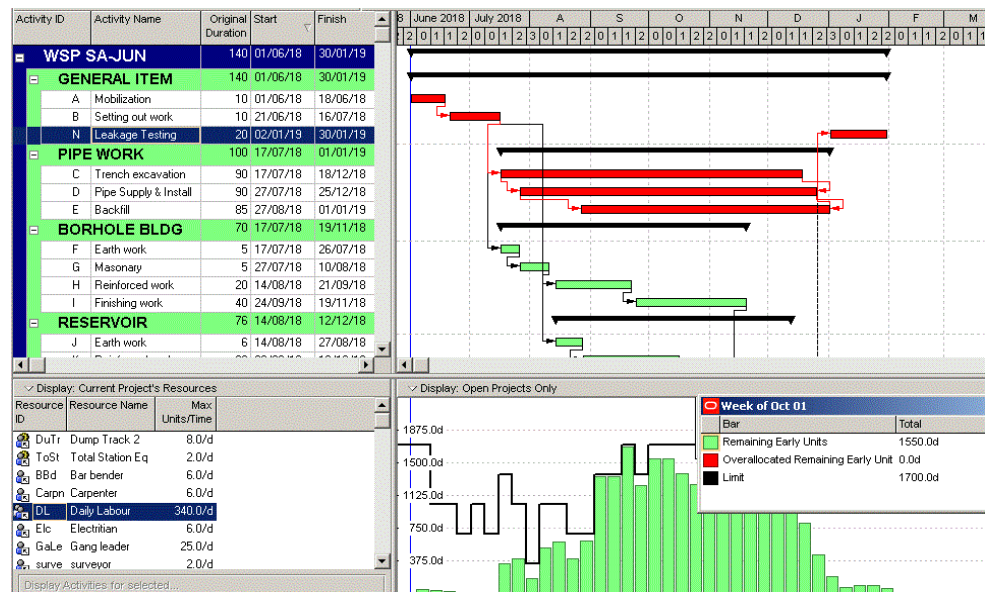 Activity ID Activity Name Original Duration Start Finish
8 June 2018 July 2018 A S O N D J F M
WSP SA-JUN 140 01/06/18 30/01/19
GENERAL ITEM 140 01/06/18 30/01/19
A Mobilization 10 01/06/18 18/06/18
B Setting out work 10 21/06/18 16/07/18
N Leakage Testing 20 02/01/19 30/01/19
PIPE WORK 100 17/07/18 01/01/19
C Trench excavation 90 17/07/18 18/12/18
D Pipe Supply & Install 90 27/07/18 25/12/18
E Backfill 85 27/08/18 01/01/19
BORHOLE BLDG 70 17/07/18 19/11/18
F Earth work 5 17/07/18 26/07/18
G Masonary 5 27/07/18 10/08/18
H Reinforced work 20 14/08/18 21/09/18
I Finishing work 40 24/09/18 19/11/18
RESERVOIR 76 14/08/18 12/12/18
J Earth work 6 14/08/18 27/08/18
Display: Current Project's Resources
Resource ID Resource Name Max Units/Time
DuTr Dump Track 2 8.0/d
ToSt Total Station Eq 2.0/d
BBd Bar bender 6.0/d
Carpn Carpenter 6.0/d
DL Daily Labour 340.0/d
Elc Electritian 6.0/d
GaLe Gang leader 25.0/d
surve surveyor 2.0/d
Display Activities for selected...
Display: Open Projects Only
1875.0d
1500.0d
1125.0d
750.0d
375.0d
Week of Oct 01
Bar Total
Remaining Early Units 1550.0d
Overallocated Remaining Early Unit 0.0d
Limit 1700.0d